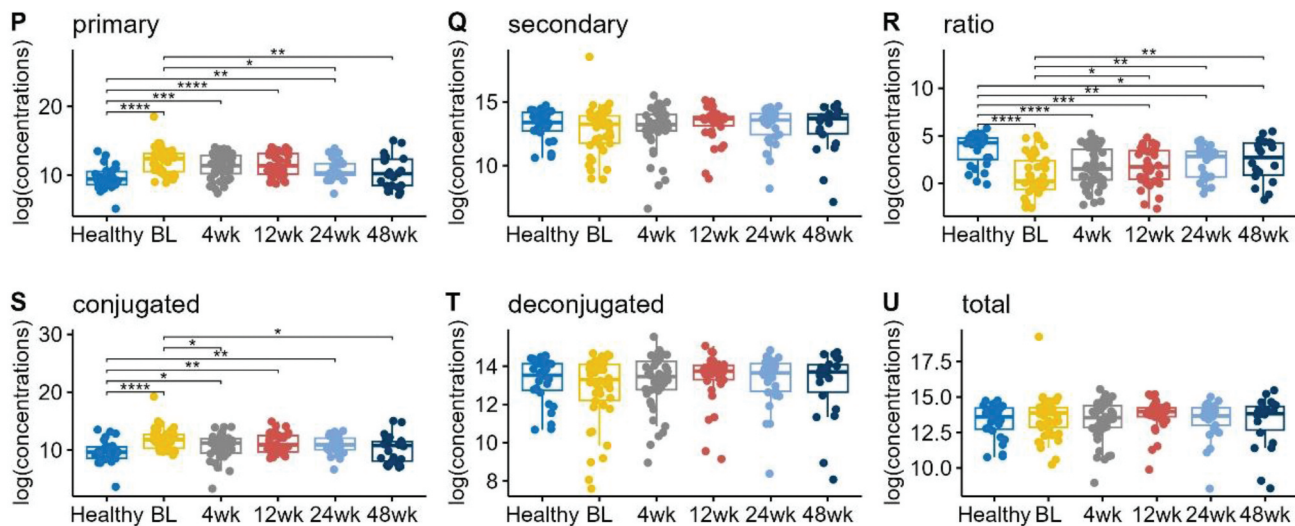 P primary
log(concentrations)
20
10
**
*
**
****
***
****
Healthy BL 4wk 12wk 24wk 48wk
Q secondary
log(concentrations)
15
10
Healthy BL 4wk 12wk 24wk 48wk
R ratio
log(concentrations)
10
5
0
**
**
*
*
**
***
****
****
Healthy BL 4wk 12wk 24wk 48wk
S conjugated
log(concentrations)
30
20
10
*
*
**
**
*
****
Healthy BL 4wk 12wk 24wk 48wk
T deconjugated
log(concentrations)
14
12
10
8
Healthy BL 4wk 12wk 24wk 48wk
U total
log(concentrations)
17.5
15.0
12.5
10.0
Healthy BL 4wk 12wk 24wk 48wk